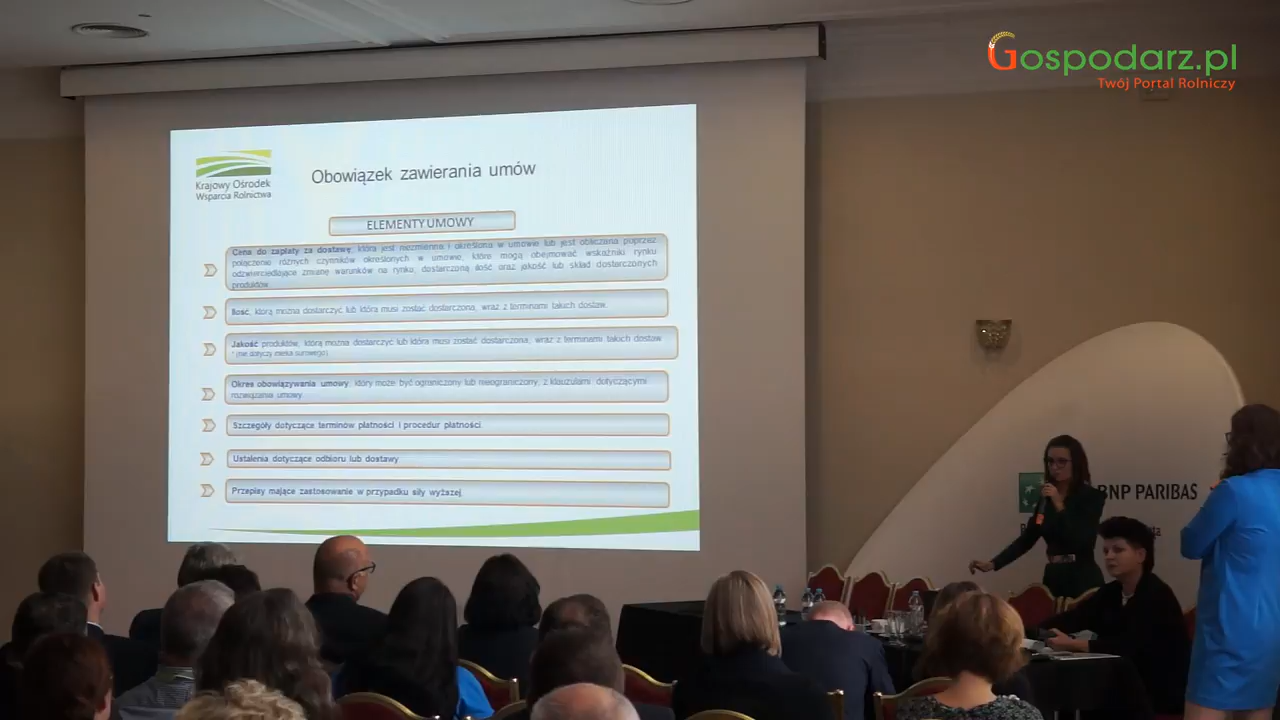 Gospodarz.pl
Twój Portal Rolniczy
Krajowy Ośrodek
Wsparcia Rolnictwa
Obowiązek zawierania umów
ELEMENTY UMOWY
Cena do zapłaty za dostawę, która jest niezmienna i określona w umowie lub jest obliczana poprzez
połączenie różnych czynników określonych w umowie, które mogą obejmować wskaźniki rynku
odzwierciedlające zmianę warunków na rynku, dostarczoną ilość oraz jakość lub skład dostarczonych
produktów.
Ilość, którą można dostarczyć lub która musi zostać dostarczona, wraz z terminami takich dostaw.
Jakość produktów, którą można dostarczyć lub która musi zostać dostarczona, wraz z terminami takich dostaw
* (nie dotyczy mleka surowego)
Okres obowiązywania umowy, który może być ograniczony lub nieograniczony, z klauzulami dotyczącymi
rozwiązania umowy.
Szczegóły dotyczące terminów płatności i procedur płatności.
Ustalenia dotyczące odbioru lub dostawy
Przepisy mające zastosowanie w przypadku siły wyższej.
BNP PARIBAS